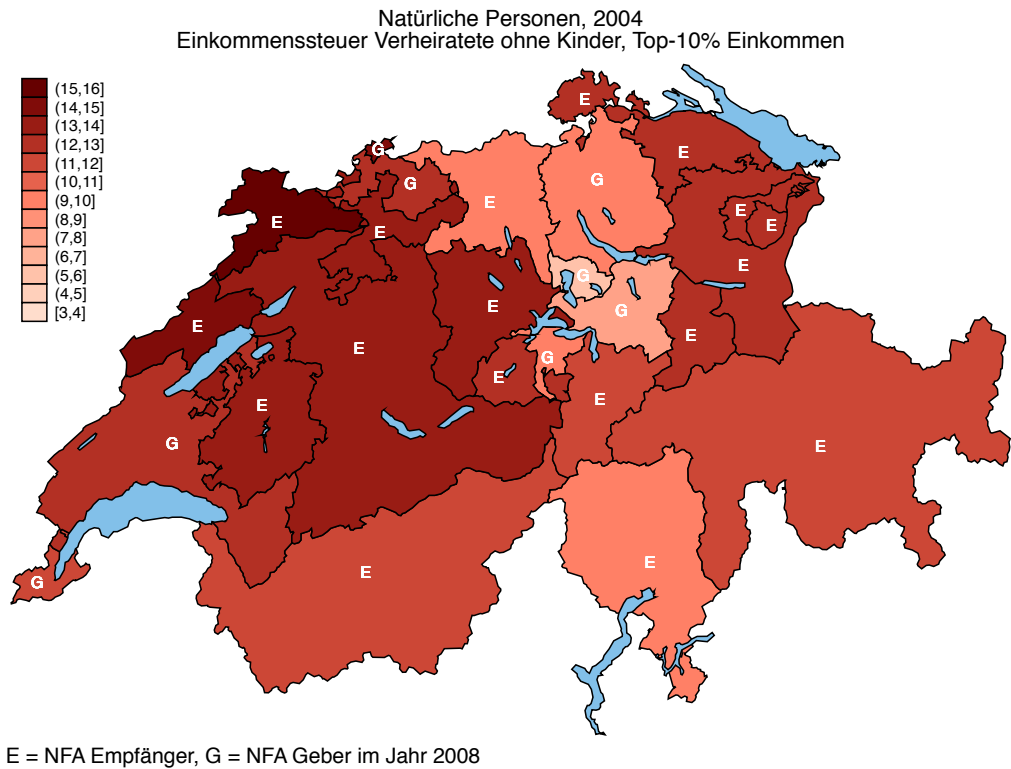 Natürliche Personen, 2004
Einkommenssteuer Verheiratete ohne Kinder, Top-10% Einkommen
(15,16]
(14,15]
(13,14]
(12,13]
(11,12]
(10,11]
(9,10]
(8,9]
(7,8]
(6,7]
(5,6]
(4,5]
[3,4]
E
G
E
G
G
E
E
E
E
E
E
G
E
G
E
E
E
G
E
E
E
G
E
E
E
G
E = NFA Empfänger, G = NFA Geber im Jahr 2008